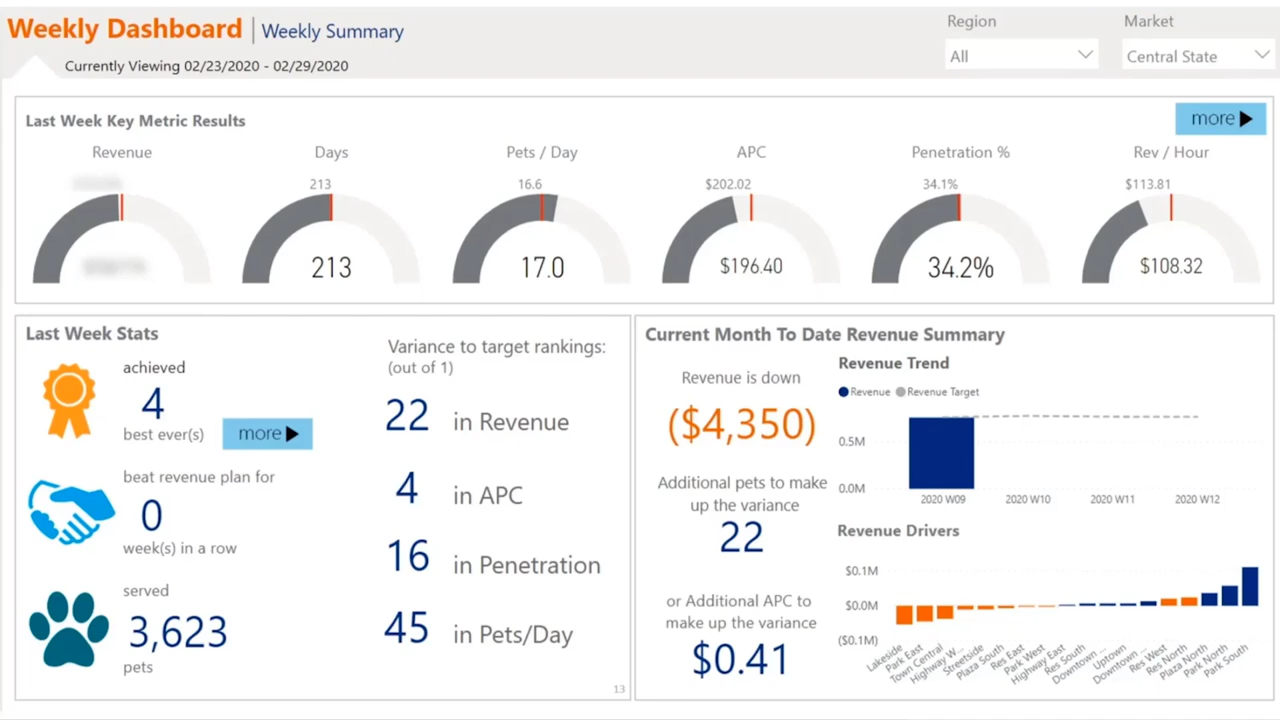 Weekly Dashboard | Weekly Summary
Currently Viewing 02/23/2020 - 02/29/2020
Region
All
Market
Central State
Last Week Key Metric Results
more
Revenue
Days
213
213
Pets / Day
16.6
17.0
APC
$202.02
$196.40
Penetration %
34.1%
34.2%
Rev / Hour
$113.81
$108.32
Last Week Stats
achieved
4
best ever(s)
more
beat revenue plan for
0
week(s) in a row
served
3,623
pets
Variance to target rankings:
(out of 1)
22 in Revenue
4 in APC
16 in Penetration
45 in Pets/Day
13
Current Month To Date Revenue Summary
Revenue is down
($4,350)
Additional pets to make
up the variance
22
or Additional APC to
make up the variance
$0.41
Revenue Trend
Revenue Revenue Target
0.5M
0.0M
2020 W09 2020 W10 2020 W11 2020 W12
Revenue Drivers
$0.1M
$0.0M
($0.1M)
Lakeside
Park East
Town Central
Highway W...
Streetside
Plaza South
Res East
Park West
Highway East
Res South
Downtown ...
Uptown
Downtown ...
Res West
Res North
Plaza North
Park North
Park South